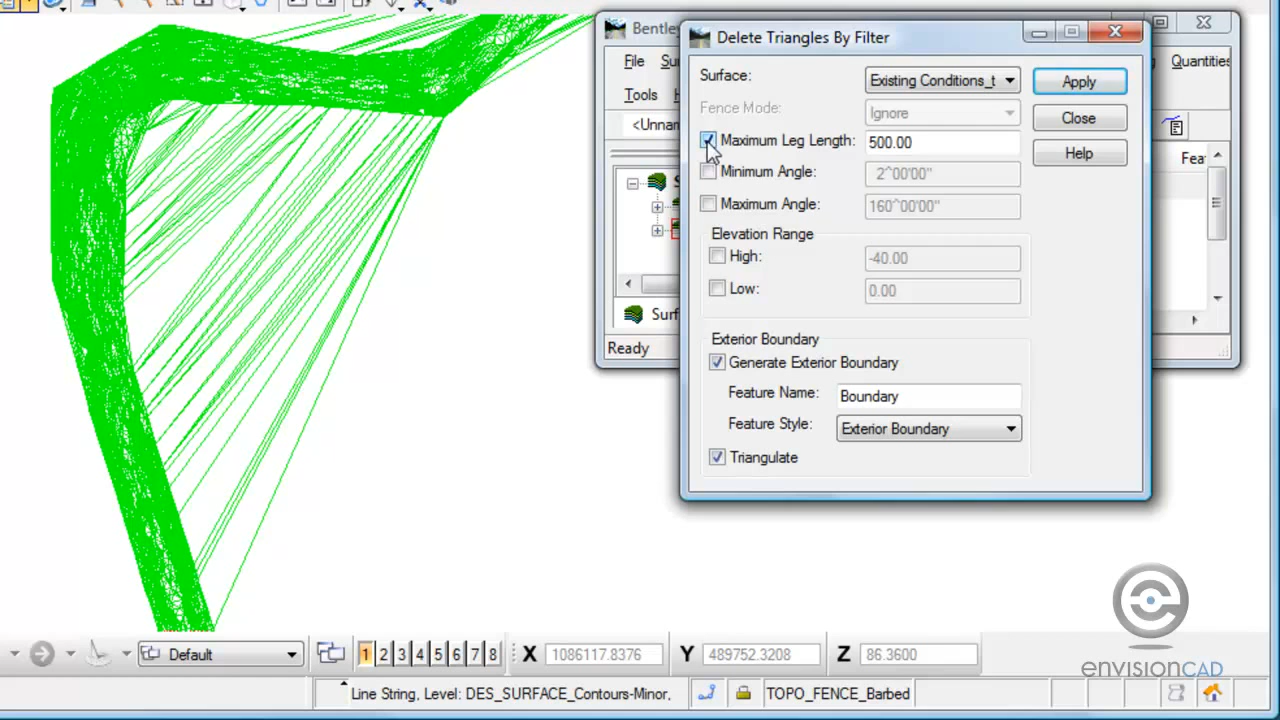 Bentley
File
Su
Quantities
Tools
H
<Unnam
S
Fea
Surf
Ready
Delete Triangles By Filter
Surface:
Existing Conditions_t
Apply
Fence Mode:
Ignore
Close
Maximum Leg Length:
500.00
Help
Minimum Angle:
2^00'00"
Maximum Angle:
160^00'00"
Elevation Range
High:
-40.00
Low:
0.00
Exterior Boundary
Generate Exterior Boundary
Feature Name:
Boundary
Feature Style:
Exterior Boundary
Triangulate
envisionCAD
Default
1 2 3 4 5 6 7 8
X 1086117.8376 Y 489752.3208 Z 86.3600
Line String, Level: DES_SURFACE_Contours-Minor,
TOPO_FENCE_Barbed